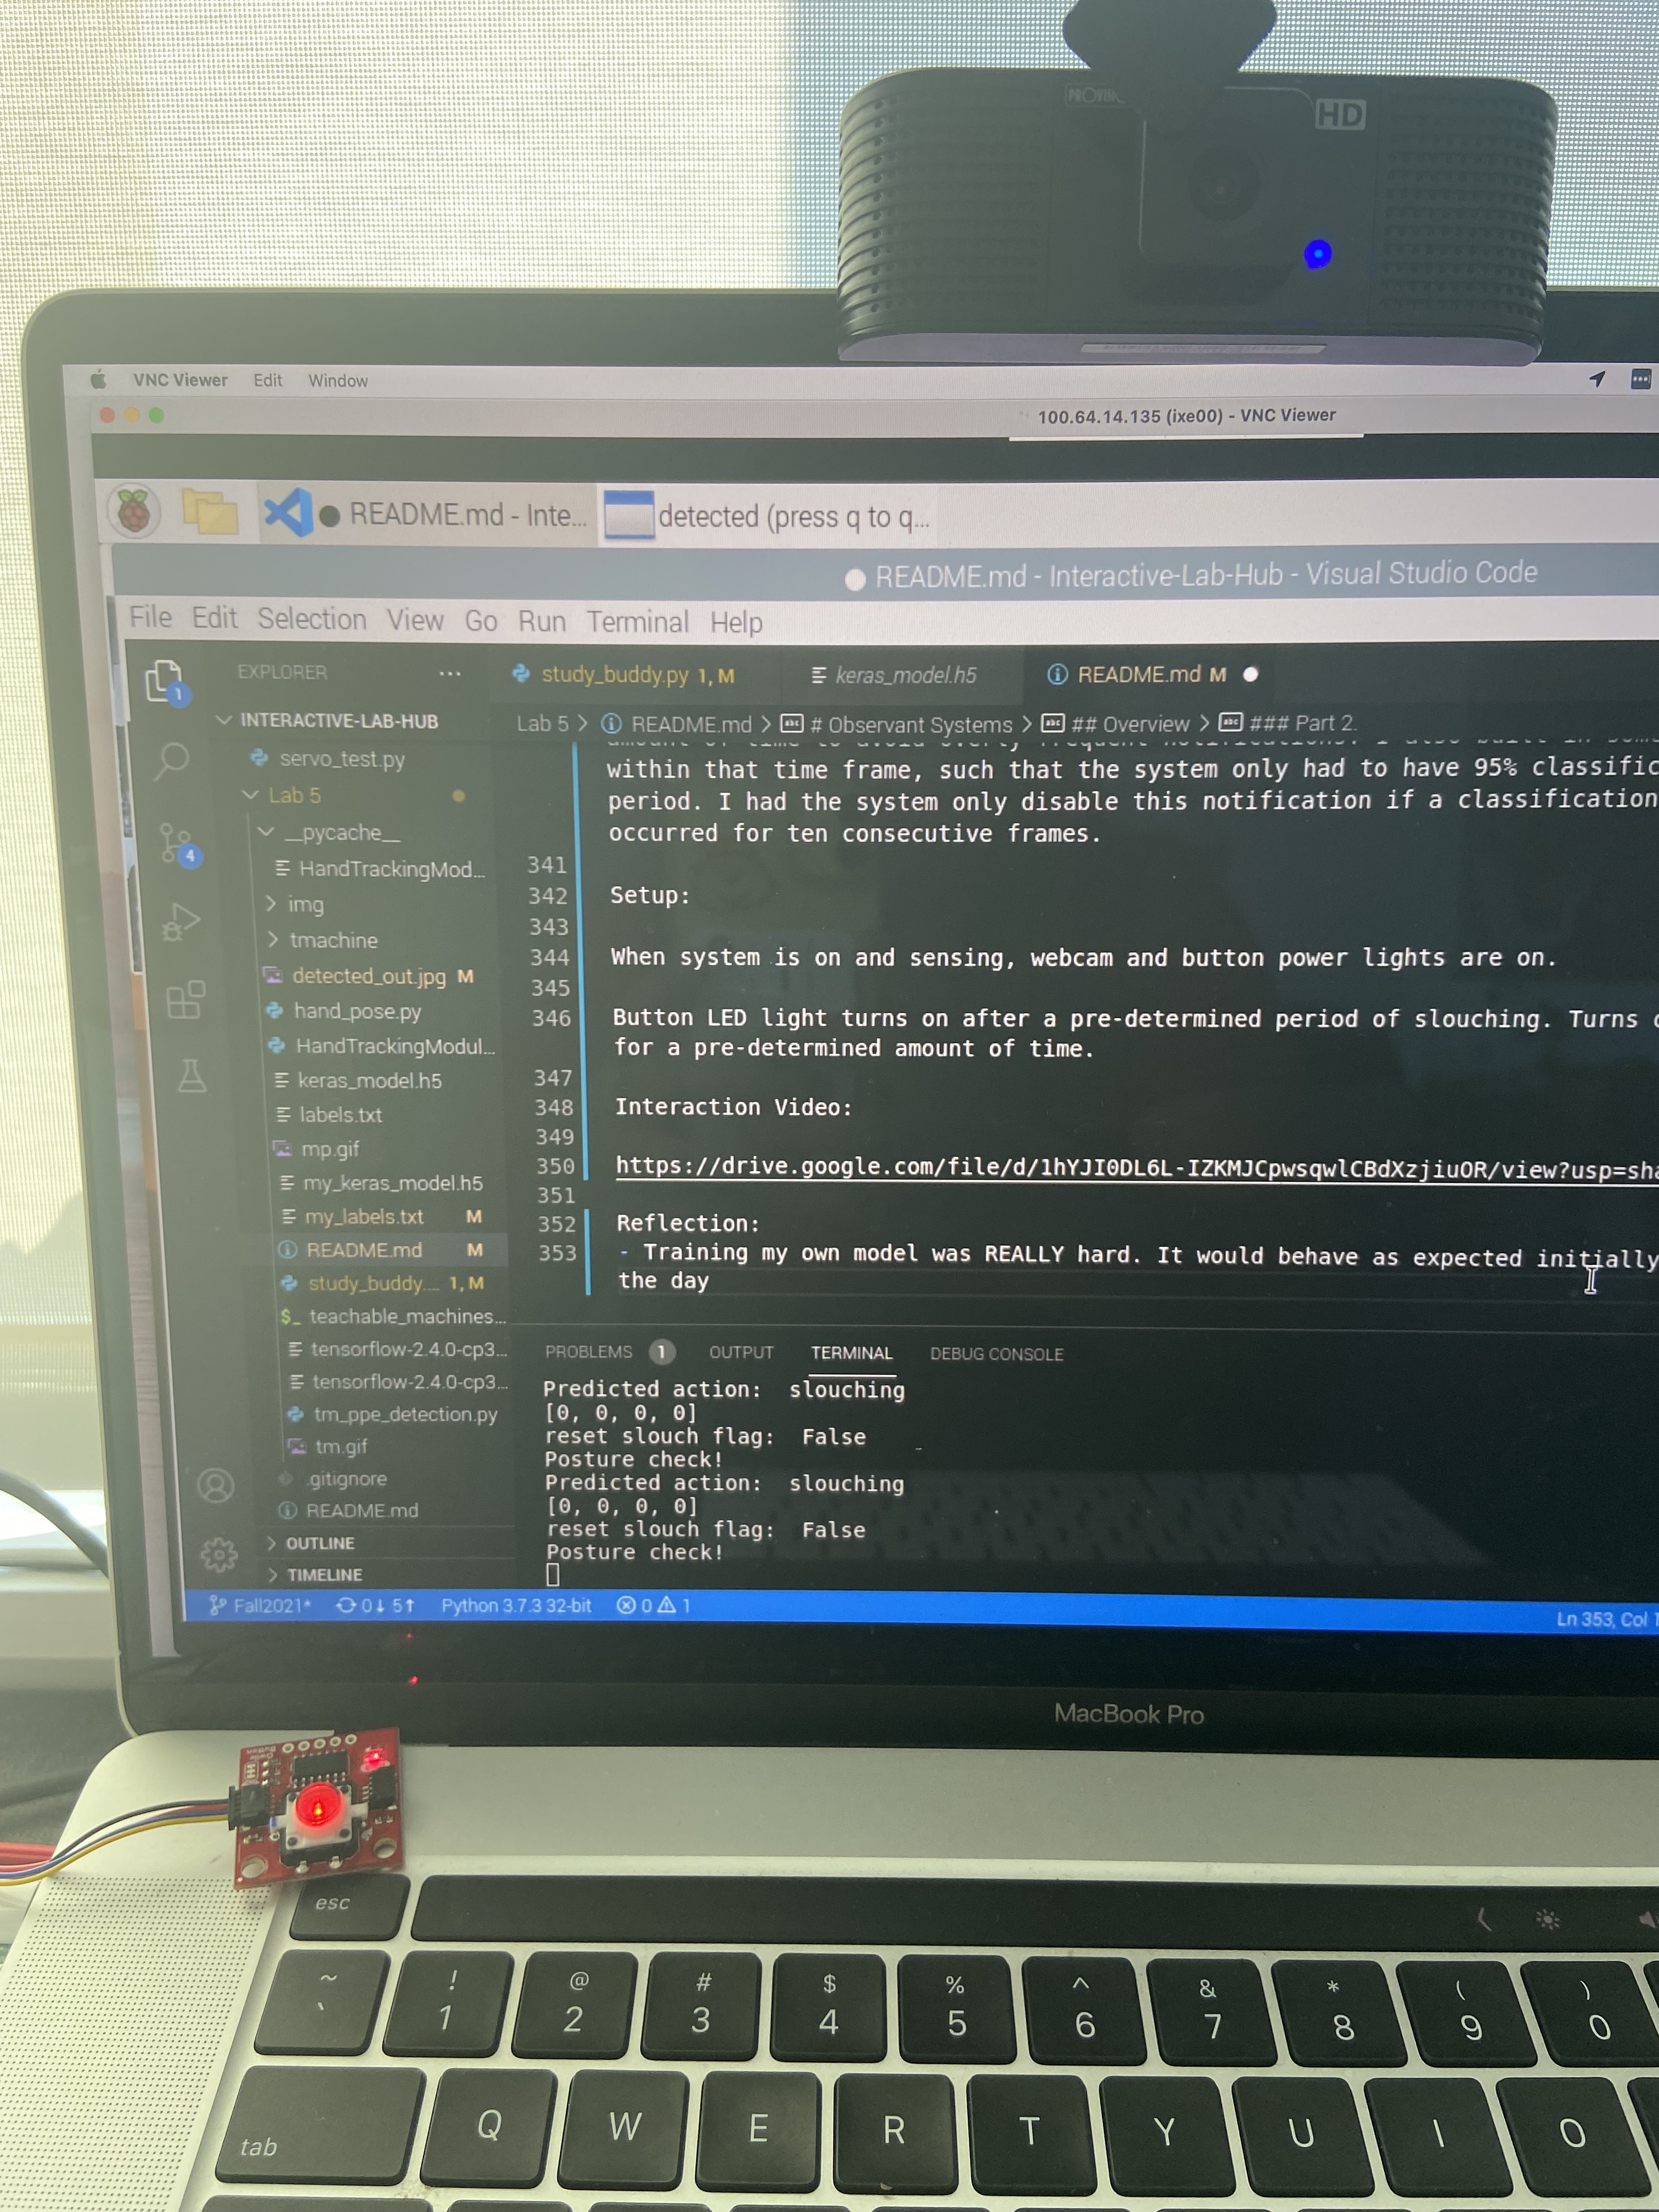 HD
VNC Viewer Edit Window
100.64.14.135 (ixe00) - VNC Viewer
README.md - Inte... detected (press q to q...
README.md - Interactive-Lab-Hub - Visual Studio Code
File Edit Selection View Go Run Terminal Help
EXPLORER ... study_buddy.py 1, M keras_model.h5 README.md M
INTERACTIVE-LAB-HUB
Lab 5 > README.md > # Observant Systems > ## Overview > ### Part 2.
servo_test.py
Lab 5
__pycache__
HandTrackingMod...
img
tmachine
detected_out.jpg M
hand_pose.py
HandTrackingModul...
keras_model.h5
labels.txt
mp.gif
my_keras_model.h5
my_labels.txt M
README.md M
study_buddy.... 1, M
teachable_machines...
tensorflow-2.4.0-cp3...
tensorflow-2.4.0-cp3...
tm_ppe_detection.py
tm.gif
.gitignore
README.md
OUTLINE
TIMELINE
1
4
within that time frame, such that the system only had to have 95% classific
period. I had the system only disable this notification if a classification
occurred for ten consecutive frames.
341
342 Setup:
343
344 When system is on and sensing, webcam and button power lights are on.
345
346 Button LED light turns on after a pre-determined period of slouching. Turns
for a pre-determined amount of time.
347
348 Interaction Video:
349
350 https://drive.google.com/file/d/1hYJI0DL6L-IZKMJCpwsqwlCBdXzjiuOR/view?usp=sha
351
352 Reflection:
353 - Training my own model was REALLY hard. It would behave as expected initially
the day
PROBLEMS 1 OUTPUT TERMINAL DEBUG CONSOLE
Predicted action: slouching
[0, 0, 0, 0]
reset slouch flag: False
Posture check!
Predicted action: slouching
[0, 0, 0, 0]
reset slouch flag: False
Posture check!
Fall2021* 0↓ 5↑ Python 3.7.3 32-bit 0 1 Ln 353, Col 1
MacBook Pro
esc
~ ! @ # $ % ^ & * ( )
` 1 2 3 4 5 6 7 8 9 0
tab Q W E R T Y U I O